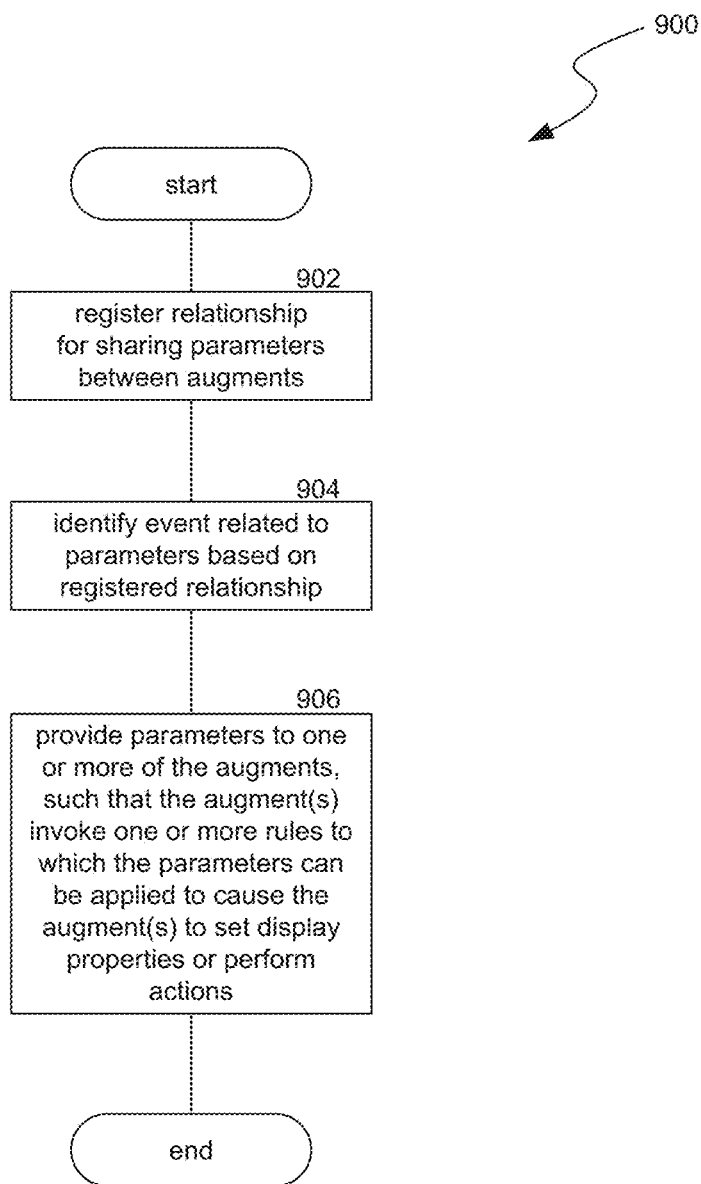 900
start
902
register relationship
for sharing parameters
between augments
904
identify event related to
parameters based on
registered relationship
906
provide parameters to one
or more of the augments,
such that the augment(s)
invoke one or more rules to
which the parameters can
be applied to cause the
augment(s) to set display
properties or perform
actions
end